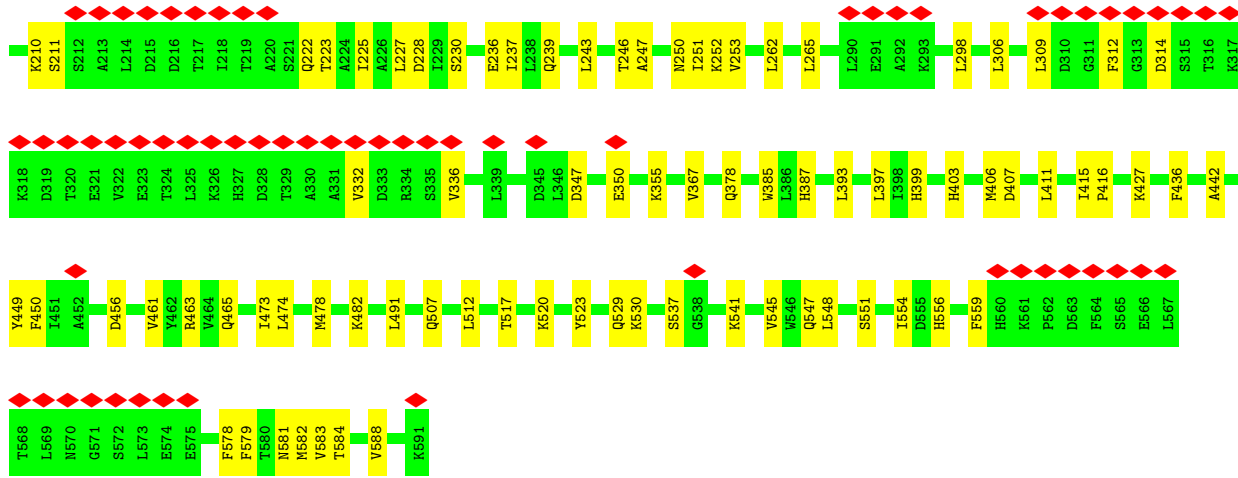 K210 S211 S212 A213 L214 D215 D216 T217 I218 T219 A220 S221 Q222 T223 A224 I225 A226 L227 D228 I229 S230 E236 I237 L238 Q239 L243 T246 A247 N250 I251 K252 V253 L262 L265 L290 E291 A292 K293 L298 L306 L309 D310 G311 F312 G313 D314 S315 T316 K317
K318 D319 T320 E321 V322 E323 T324 L325 K326 H327 D328 T329 A330 A331 V332 D333 R334 S335 V336 L339 D345 L346 D347 E350 K355 V367 Q378 W385 L386 H387 L393 L397 I398 H399 H403 M406 D407 L411 I415 P416 K427 F436 A442
Y449 F450 I451 A452 D456 V461 Y462 R463 V464 Q465 I473 L474 M478 K482 L491 Q507 L512 T517 K520 Y523 Q529 K530 S537 G538 K541 V545 W546 Q547 L548 S551 I554 D555 H556 F559 H560 K561 P562 D563 F564 S565 E566 L567
T568 L569 N570 G571 S572 L573 E574 E575 F578 F579 T580 N581 M582 V583 T584 V588 K591